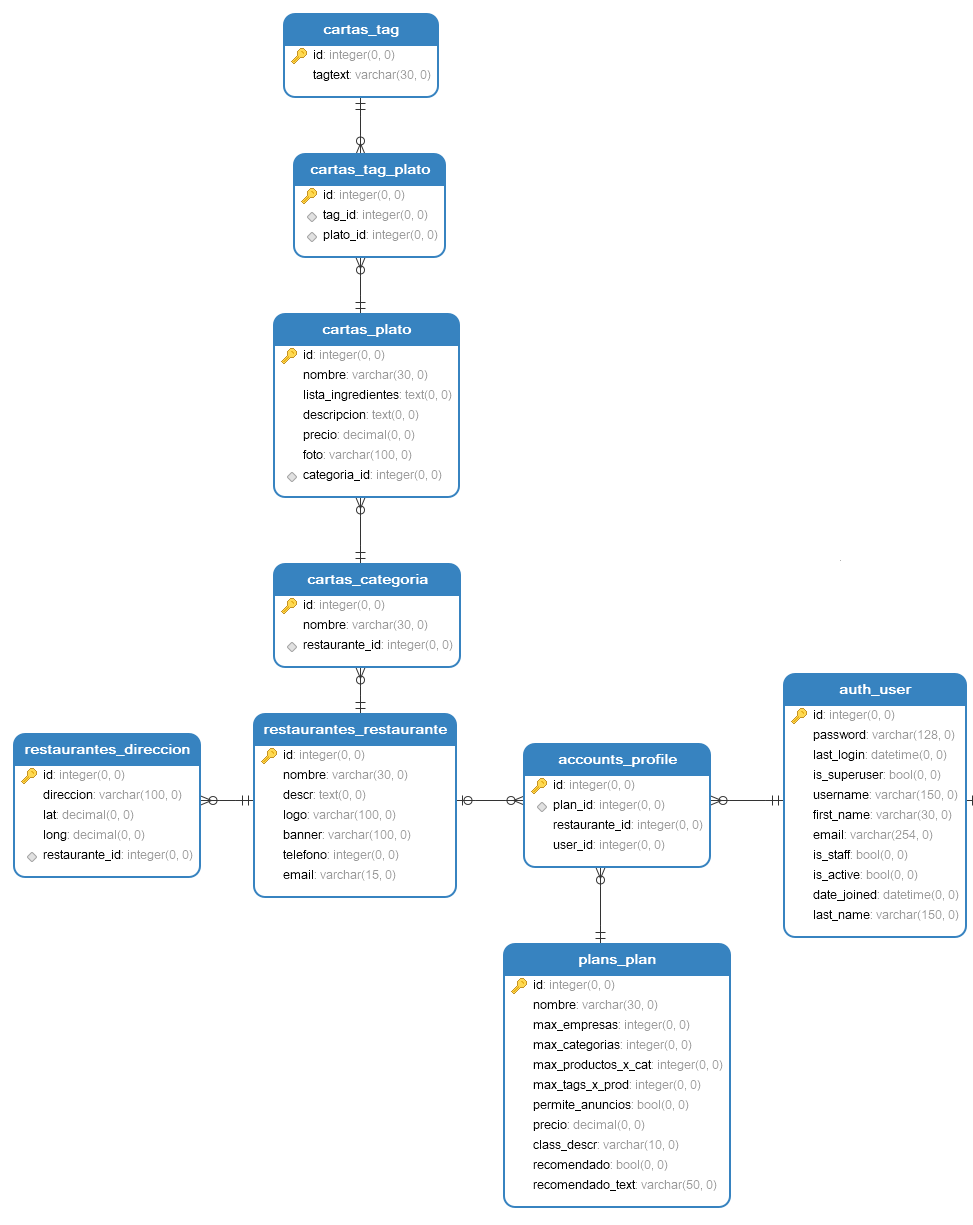 cartas_tag
id: integer(0, 0)
tagtext: varchar(30, 0)
cartas_tag_plato
id: integer(0, 0)
tag_id: integer(0, 0)
plato_id: integer(0, 0)
cartas_plato
id: integer(0, 0)
nombre: varchar(30, 0)
lista_ingredientes: text(0, 0)
descripcion: text(0, 0)
precio: decimal(0, 0)
foto: varchar(100, 0)
categoria_id: integer(0, 0)
cartas_categoria
id: integer(0, 0)
nombre: varchar(30, 0)
restaurante_id: integer(0, 0)
restaurantes_direccion
id: integer(0, 0)
direccion: varchar(100, 0)
lat: decimal(0, 0)
long: decimal(0, 0)
restaurante_id: integer(0, 0)
restaurantes_restaurante
id: integer(0, 0)
nombre: varchar(30, 0)
descr: text(0, 0)
logo: varchar(100, 0)
banner: varchar(100, 0)
telefono: integer(0, 0)
email: varchar(15, 0)
accounts_profile
id: integer(0, 0)
plan_id: integer(0, 0)
restaurante_id: integer(0, 0)
user_id: integer(0, 0)
auth_user
id: integer(0, 0)
password: varchar(128, 0)
last_login: datetime(0, 0)
is_superuser: bool(0, 0)
username: varchar(150, 0)
first_name: varchar(30, 0)
email: varchar(254, 0)
is_staff: bool(0, 0)
is_active: bool(0, 0)
date_joined: datetime(0, 0)
last_name: varchar(150, 0)
plans_plan
id: integer(0, 0)
nombre: varchar(30, 0)
max_empresas: integer(0, 0)
max_categorias: integer(0, 0)
max_productos_x_cat: integer(0, 0)
max_tags_x_prod: integer(0, 0)
permite_anuncios: bool(0, 0)
precio: decimal(0, 0)
class_descr: varchar(10, 0)
recomendado: bool(0, 0)
recomendado_text: varchar(50, 0)